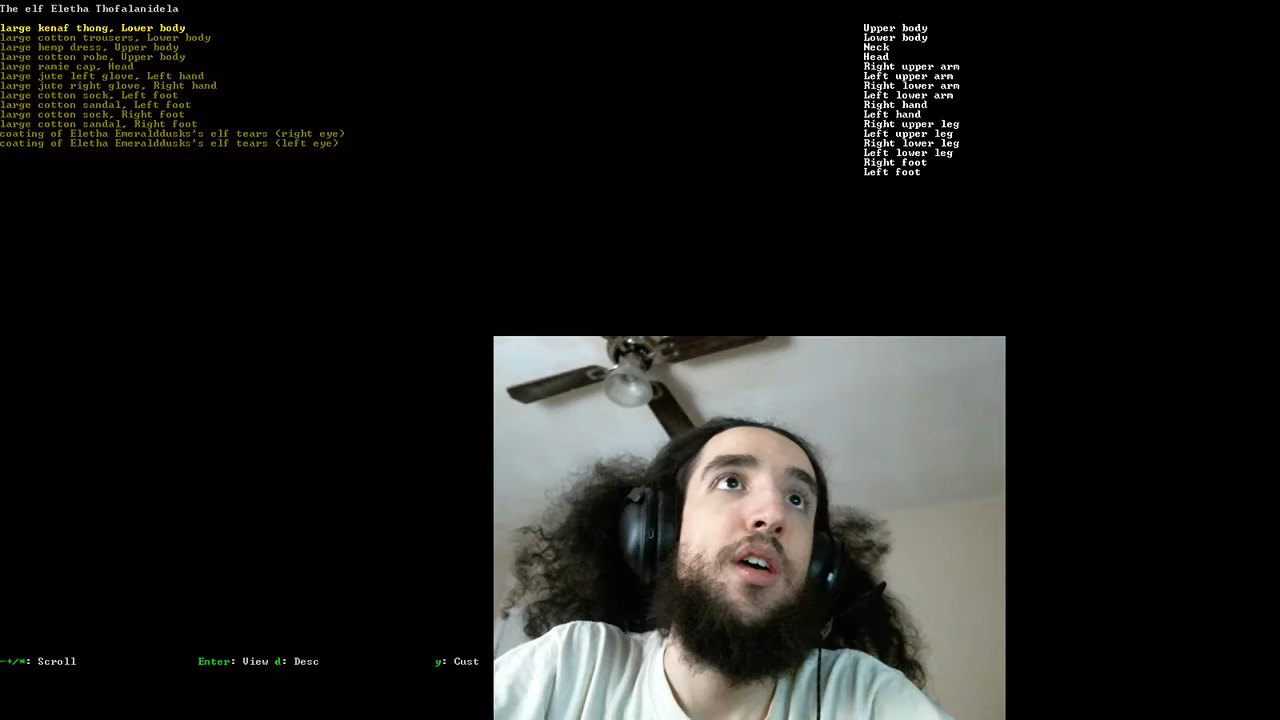 The elf Eletha Thofalanidela
large kenaf thong, Lower body
large cotton trousers, Lower body
large hemp dress, Upper body
large cotton robe, Upper body
large ramie cap, Head
large jute left glove, Left hand
large jute right glove, Right hand
large cotton sock, Left foot
large cotton sandal, Left foot
large cotton sock, Right foot
large cotton sandal, Right foot
coating of Eletha Emeralddusks's elf tears (right eye)
coating of Eletha Emeralddusks's elf tears (left eye)
Upper body
Lower body
Neck
Head
Right upper arm
Left upper arm
Right lower arm
Left lower arm
Right hand
Left hand
Right upper leg
Left upper leg
Right lower leg
Left lower leg
Right foot
Left foot
-+/*: Scroll Enter: View d: Desc y: Cust